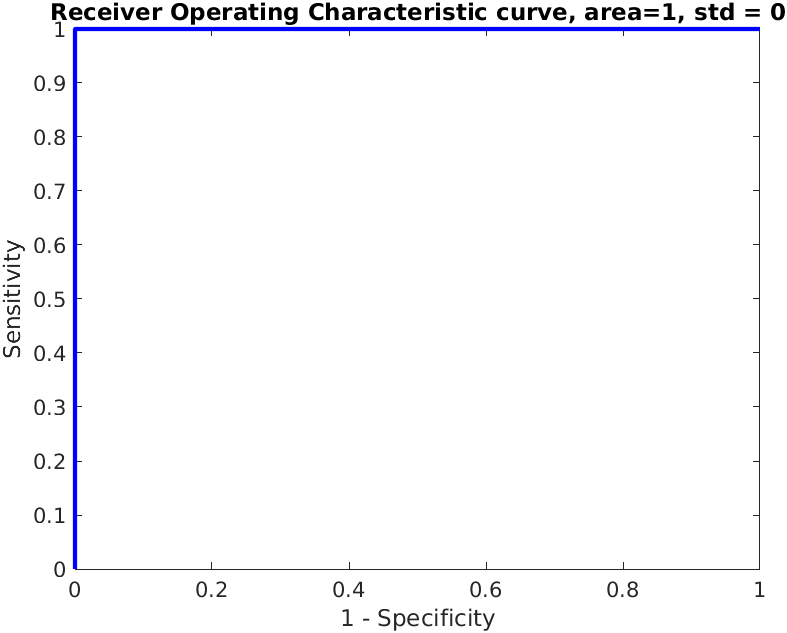 Receiver Operating Characteristic curve, area=1, std = 0
1
0.9
0.8
0.7
0.6
0.5
0.4
0.3
0.2
0.1
0
Sensitivity
0 0.2 0.4 0.6 0.8 1
1 - Specificity